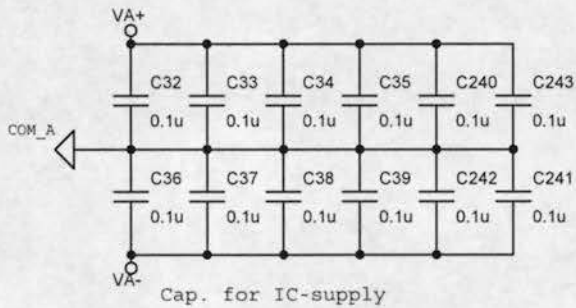 VA+
C32 C33 C34 C35 C240 C243
0.1u 0.1u 0.1u 0.1u 0.1u 0.1u
COM_A
C36 C37 C38 C39 C242 C241
0.1u 0.1u 0.1u 0.1u 0.1u 0.1u
VA-
Cap. for IC-supply